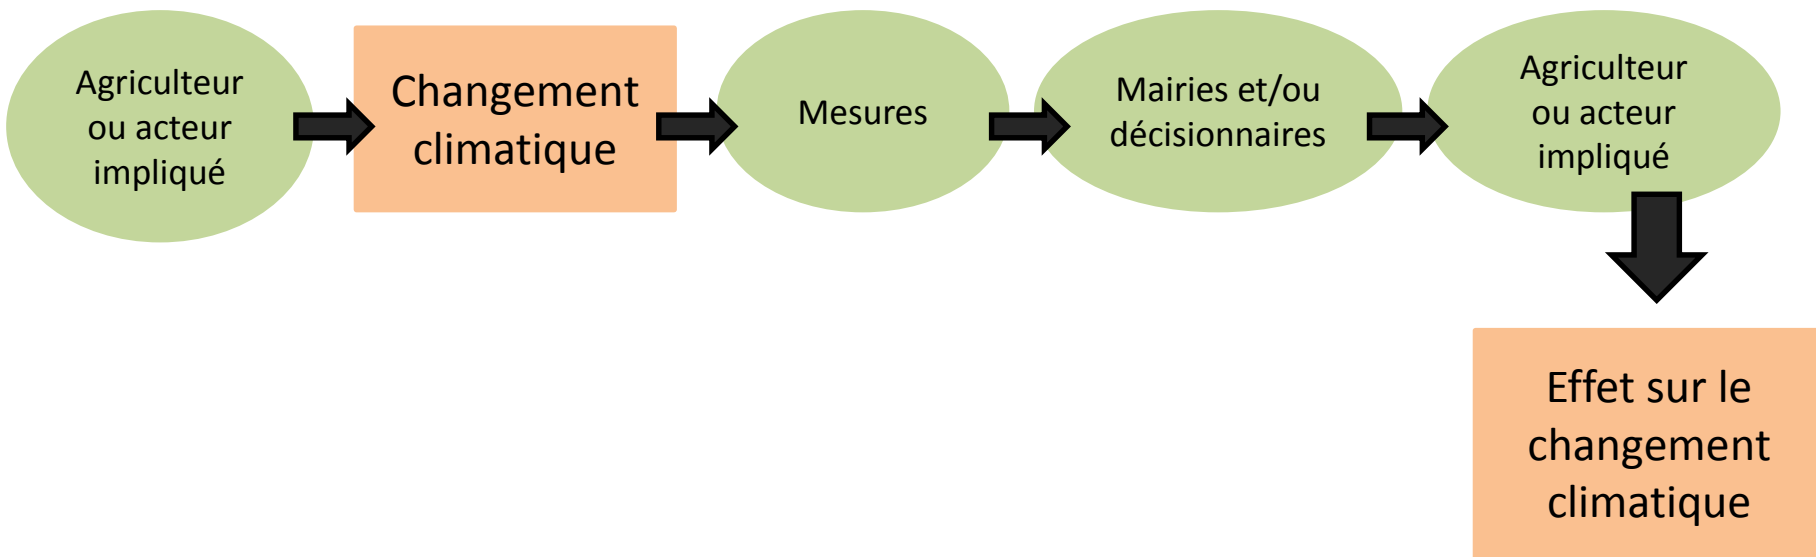 Agriculteur
ou acteur
impliqué
Changement
climatique
Mesures
Mairies et/ou
décisionnaires
Agriculteur
ou acteur
impliqué
Effet sur le
changement
climatique